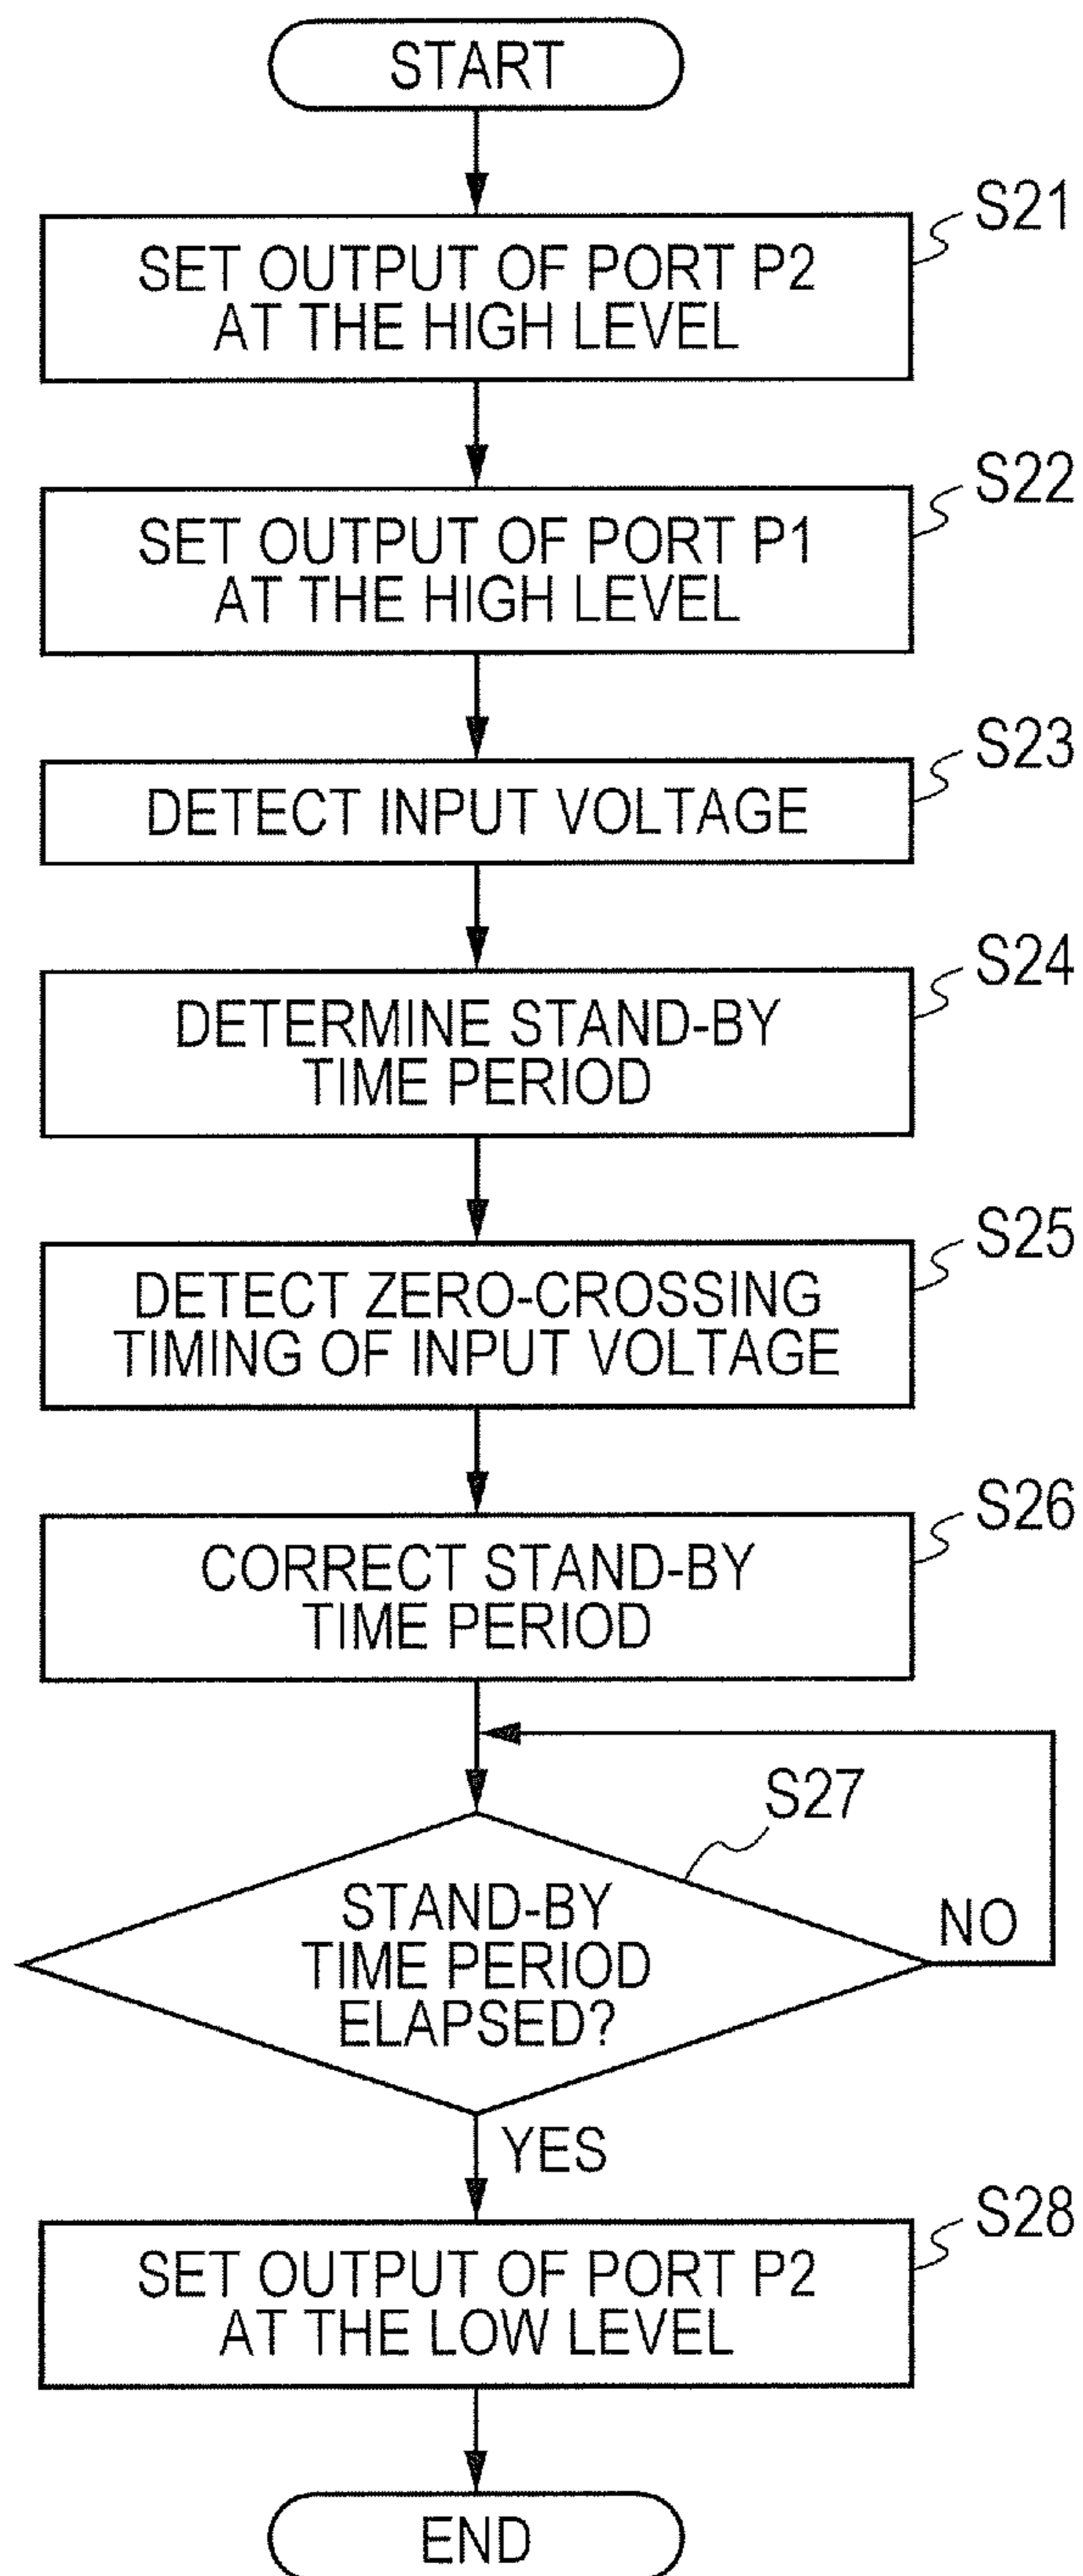 START
S21
SET OUTPUT OF PORT P2
AT THE HIGH LEVEL
S22
SET OUTPUT OF PORT P1
AT THE HIGH LEVEL
S23
DETECT INPUT VOLTAGE
S24
DETERMINE STAND-BY
TIME PERIOD
S25
DETECT ZERO-CROSSING
TIMING OF INPUT VOLTAGE
S26
CORRECT STAND-BY
TIME PERIOD
S27
STAND-BY
TIME PERIOD
ELAPSED?
NO
YES
S28
SET OUTPUT OF PORT P2
AT THE LOW LEVEL
END